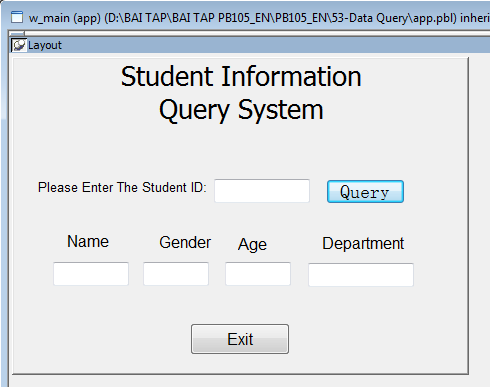 w_main (app) (D:\BAI TAP\BAI TAP PB105_EN\PB105_EN\53-Data Query\app.pbl) inheri
Layout
Student Information
Query System
Please Enter The Student ID:
Query
Name Gender Age Department
Exit